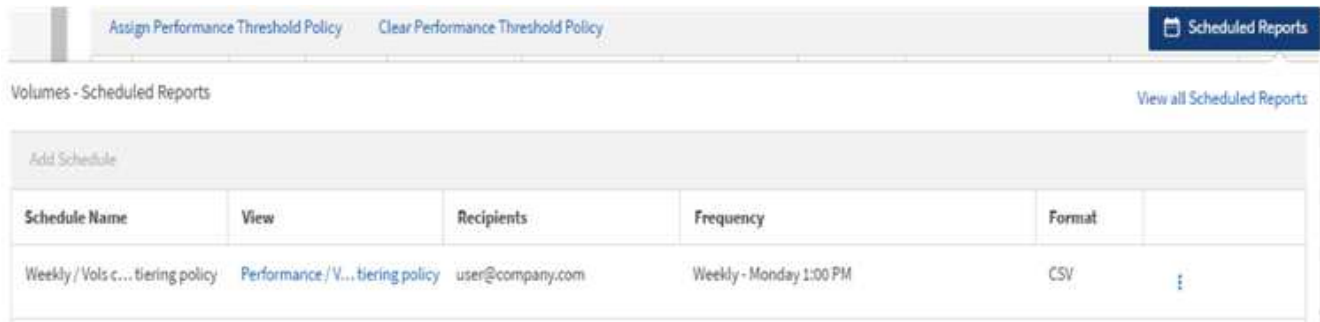 Assign Performance Threshold Policy Clear Performance Threshold Policy Scheduled Reports
Volumes - Scheduled Reports
View all Scheduled Reports
Add Schedule
Schedule Name View Recipients Frequency Format
Weekly / Vols c... tiering policy Performance / V... tiering policy user@company.com Weekly - Monday 1:00 PM CSV